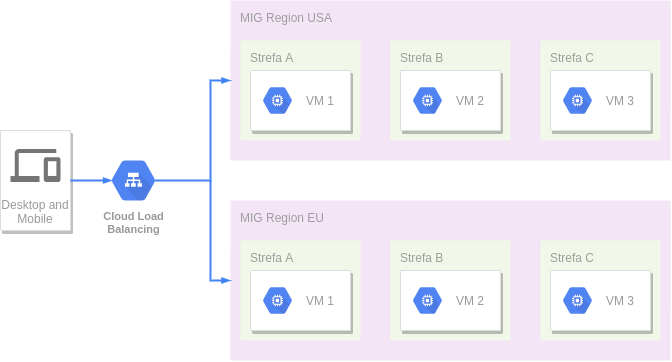 MIG Region USA
Strefa A
Strefa B
Strefa C
VM 1
VM 2
VM 3
Desktop and
Mobile
Cloud Load
Balancing
MIG Region EU
Strefa A
Strefa B
Strefa C
VM 1
VM 2
VM 3